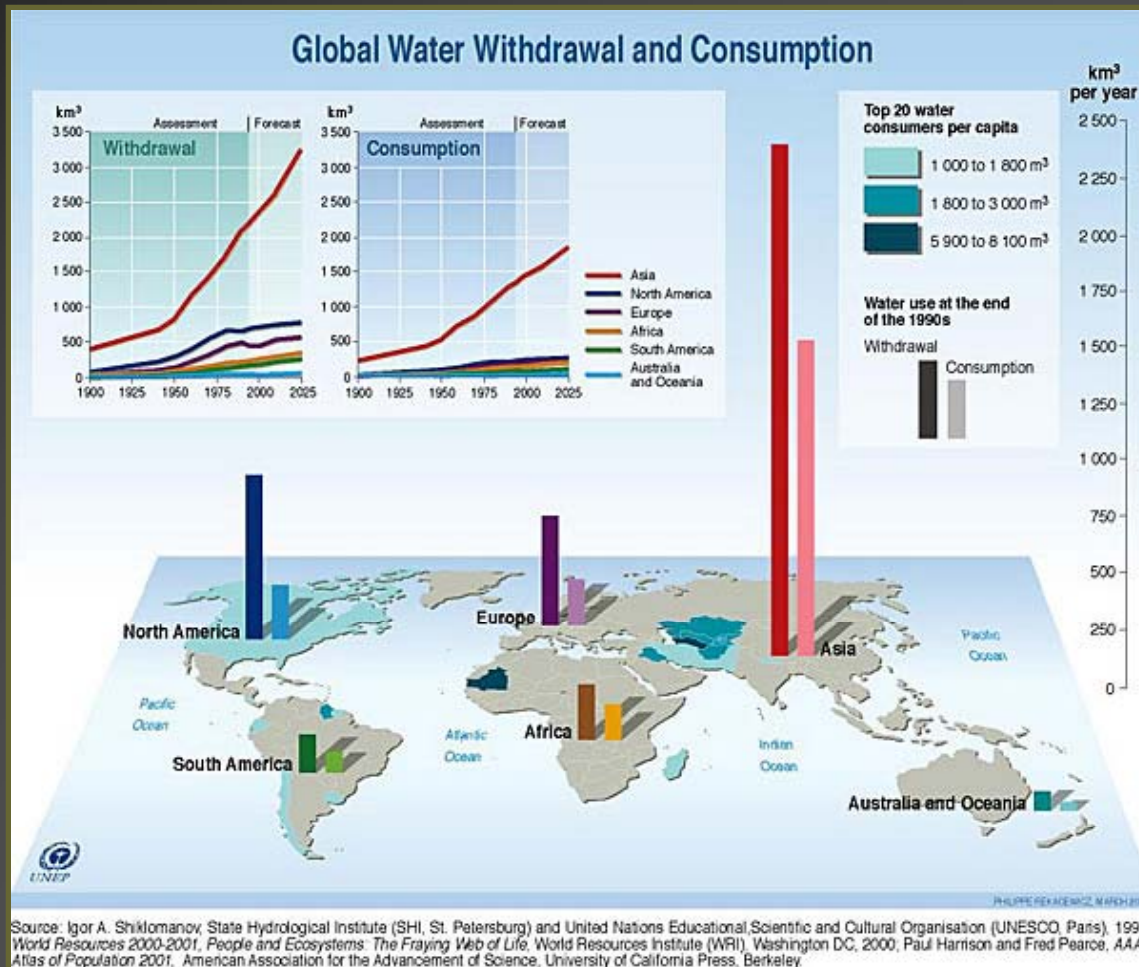 Global Water Withdrawal and Consumption
km³
Assessment Forecast
Withdrawal
3 500
3 000
2 500
2 000
1 500
1 000
500
0
1900 1925 1950 1975 2000 2025
km³
Assessment Forecast
Consumption
3 500
3 000
2 500
2 000
1 500
1 000
500
0
1900 1925 1950 1975 2000 2025
Asia
North America
Europe
Africa
South America
Australia
and Oceania
Top 20 water
consumers per capita
1 000 to 1 800 m³
1 800 to 3 000 m³
5 900 to 8 100 m³
Water use at the end
of the 1990s
Withdrawal
Consumption
km³
per year
2 500
2 250
2 000
1 750
1 500
1 250
1 000
750
500
250
0
North America
Europe
Asia
Pacific
Ocean
Pacific
Ocean
Atlantic
Ocean
Africa
Indian
Ocean
South America
Australia and Oceania
UNEP
PHILIPPE REKACEWICZ, MARCH
Source: Igor A. Shiklomanov, State Hydrological Institute (SHI, St. Petersburg) and United Nations Educational,Scientific and Cultural Organisation (UNESCO, Paris), 199
World Resources 2000-2001, People and Ecosystems: The Fraying Web of Life, World Resources Institute (WRI), Washington DC, 2000; Paul Harrison and Fred Pearce, AAA
Atlas of Population 2001, American Association for the Advancement of Science, University of California Press, Berkeley.